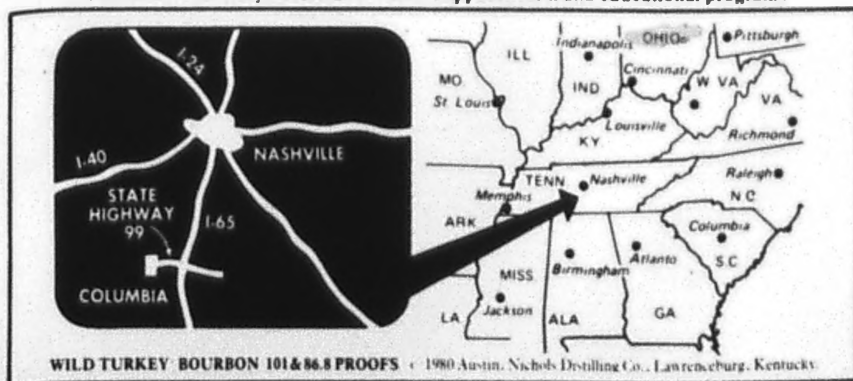 I-24
NASHVILLE
I-40
STATE
HIGHWAY
99
I-65
COLUMBIA
ILL
Indianapolis
OHIO
Pittsburgh
MO.
IND
Cincinnati
W VA
St. Louis
VA
Louisville
KY
Richmond
TENN
Nashville
Raleigh
N C
Memphis
ARK
Columbia
S.C
Birmingham
Atlanta
MISS
Jackson
LA
ALA
GA
WILD TURKEY BOURBON 101 & 86.8 PROOFS © 1980 Austin, Nichols Distilling Co., Lawrenceburg, Kentucky